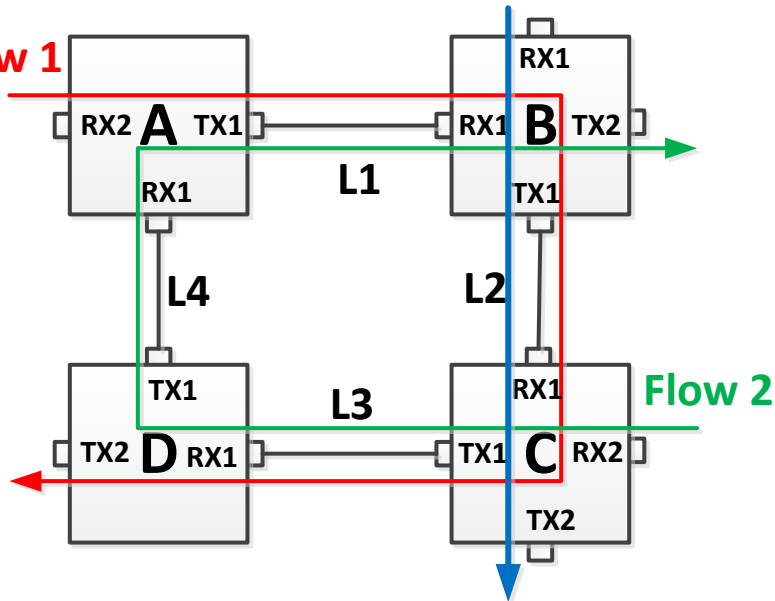 w 1
RX1
RX2 A TX1
RX1 B TX2
L1
RX1
TX1
L4
L2
TX1
RX1
L3
Flow 2
TX2 D RX1
TX1 C RX2
TX2